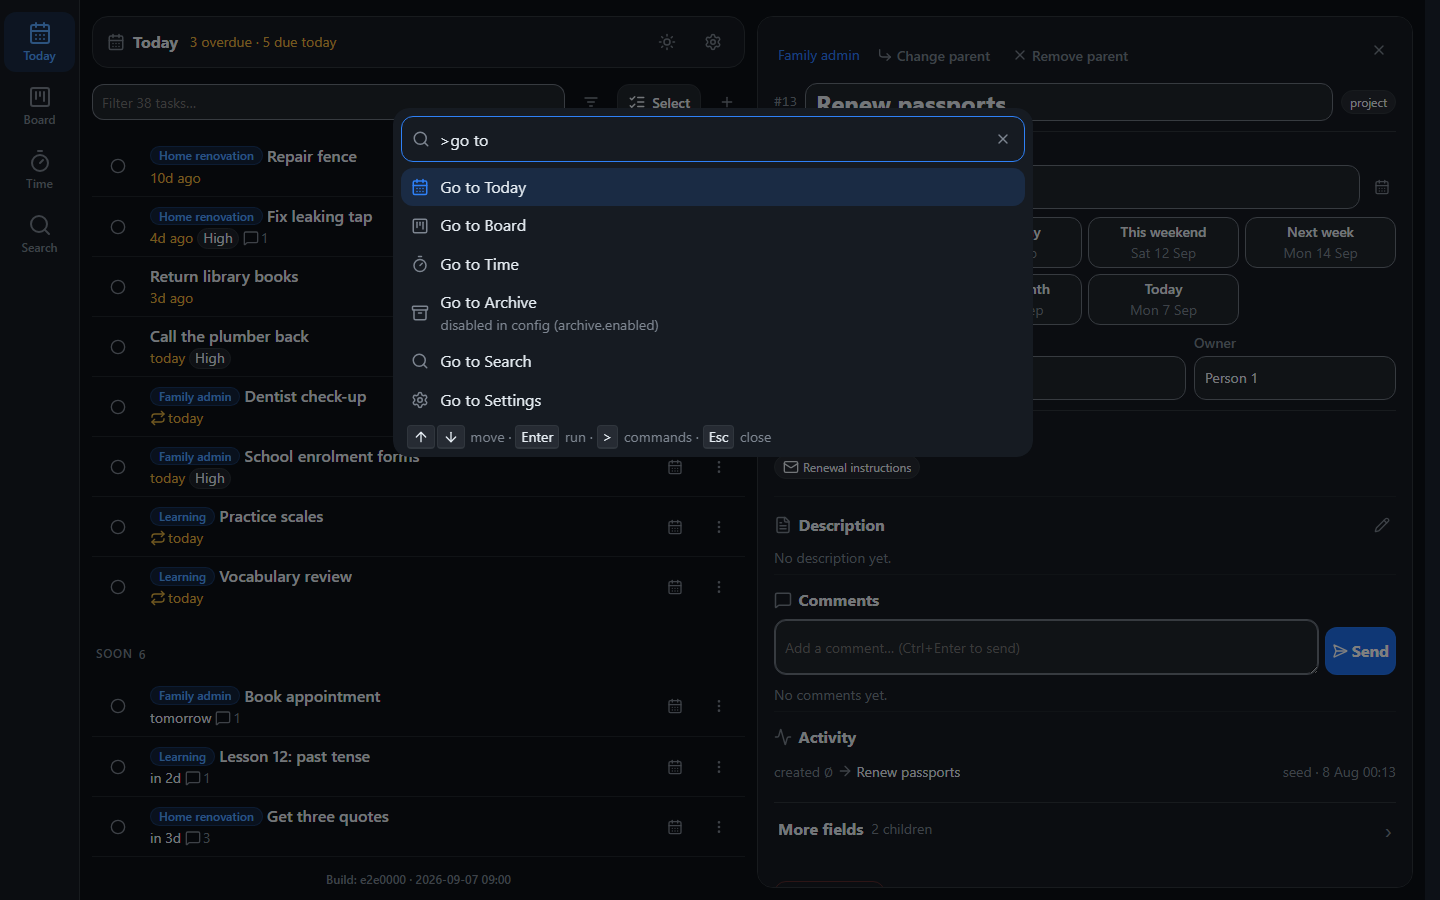 Today
Board
Time
Search
Today 3 overdue · 5 due today
Filter 38 tasks...
Select
Home renovation Repair fence
10d ago
Home renovation Fix leaking tap
4d ago High 1
Return library books
3d ago
Call the plumber back
today High
Family admin Dentist check-up
today
Family admin School enrolment forms
today High
Learning Practice scales
today
Learning Vocabulary review
today
SOON 6
Family admin Book appointment
tomorrow 1
Learning Lesson 12: past tense
in 2d 1
Home renovation Get three quotes
in 3d 3
Build: e2e0000 · 2026-09-07 09:00
>go to
Go to Today
Go to Board
Go to Time
Go to Archive
disabled in config (archive.enabled)
Go to Search
Go to Settings
↑ ↓ move · Enter run · > commands · Esc close
Family admin Change parent Remove parent
#13 Renew passports project
This weekend
Sat 12 Sep
Next week
Mon 14 Sep
Today
Mon 7 Sep
Owner
Person 1
Renewal instructions
Description
No description yet.
Comments
Add a comment... (Ctrl+Enter to send)
Send
No comments yet.
Activity
created Ø → Renew passports seed · 8 Aug 00:13
More fields 2 children